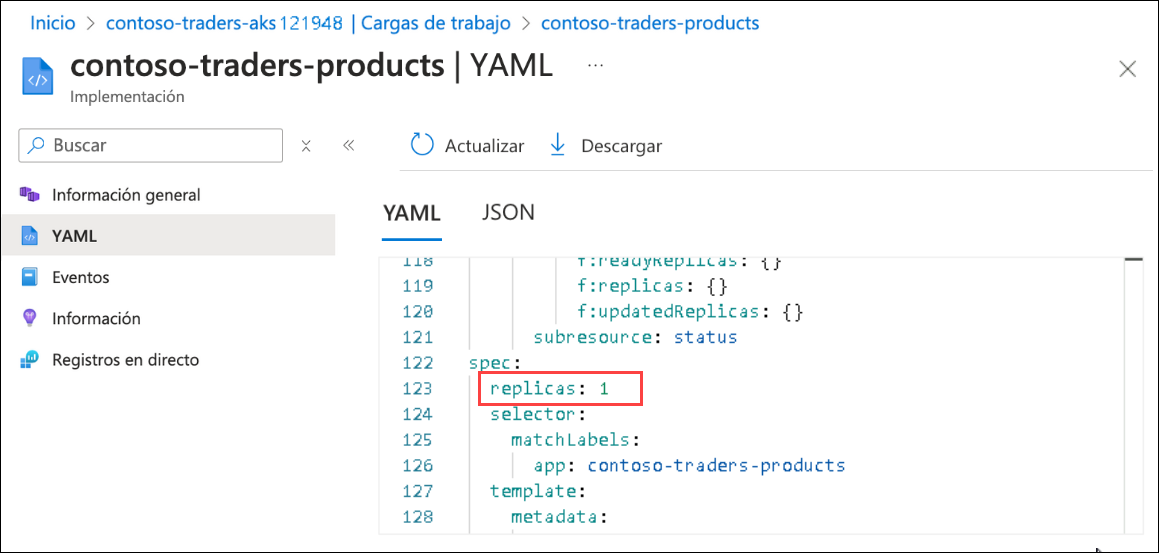 Inicio > contoso-traders-aks121948 | Cargas de trabajo > contoso-traders-products
contoso-traders-products | YAML ...
Implementación
Buscar
Actualizar
Descargar
Información general
YAML
Eventos
Información
Registros en directo
YAML JSON
118 f:readyReplicas: {}
119 f:replicas: {}
120 f:updatedReplicas: {}
121 subresource: status
122 spec:
123 replicas: 1
124 selector:
125 matchLabels:
126 app: contoso-traders-products
127 template:
128 metadata: